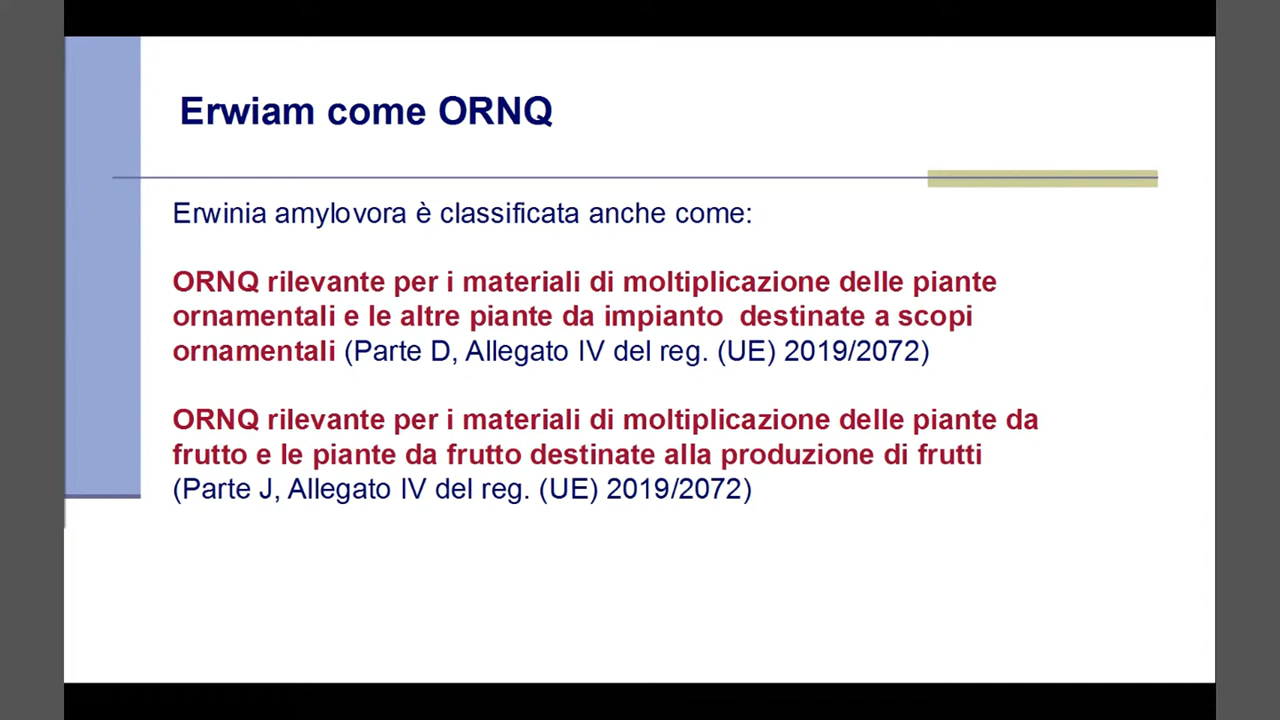 Erwiam come ORNQ
Erwinia amylovora è classificata anche come:
ORNQ rilevante per i materiali di moltiplicazione delle piante
ornamentali e le altre piante da impianto  destinate a scopi
ornamentali (Parte D, Allegato IV del reg. (UE) 2019/2072)
ORNQ rilevante per i materiali di moltiplicazione delle piante da
frutto e le piante da frutto destinate alla produzione di frutti
(Parte J, Allegato IV del reg. (UE) 2019/2072)